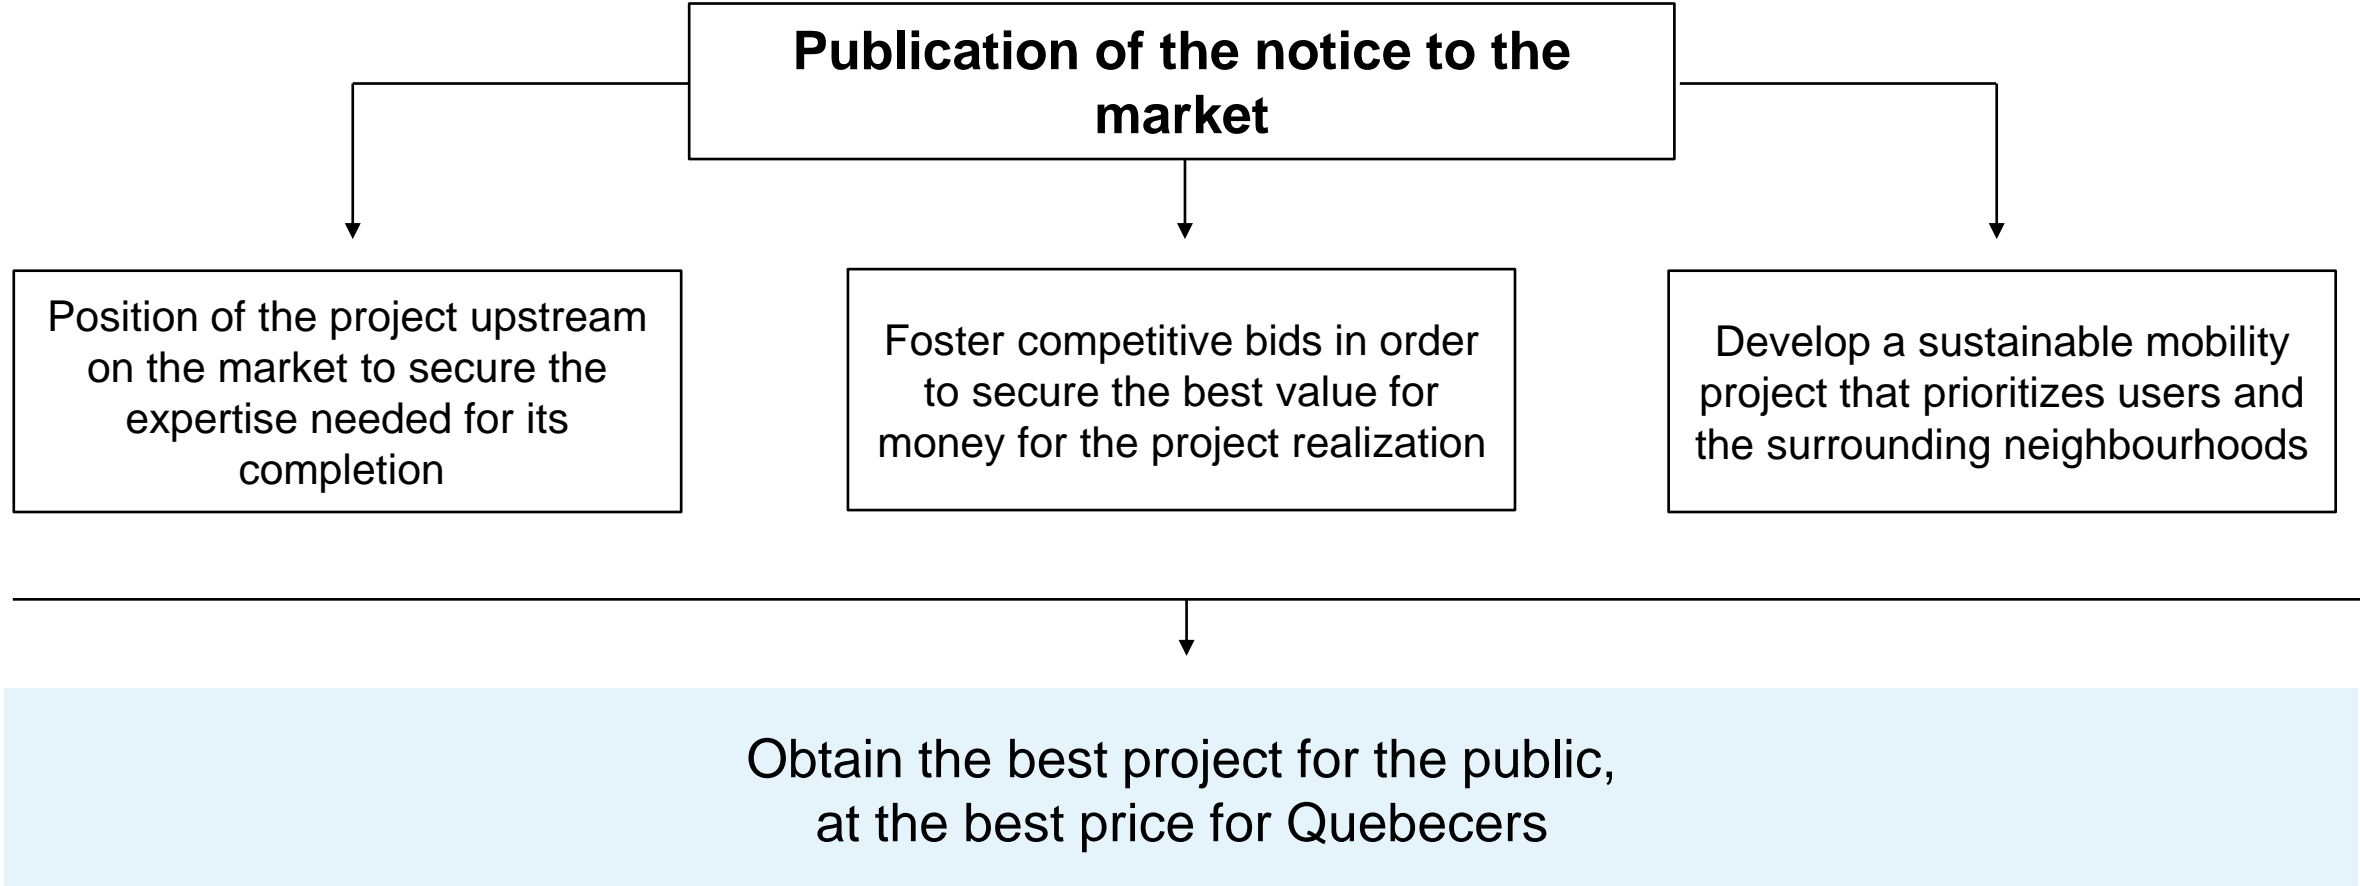 Publication of the notice to the
market
Position of the project upstream
on the market to secure the
expertise needed for its
completion
Foster competitive bids in order
to secure the best value for
money for the project realization
Develop a sustainable mobility
project that prioritizes users and
the surrounding neighbourhoods
Obtain the best project for the public,
at the best price for Quebecers